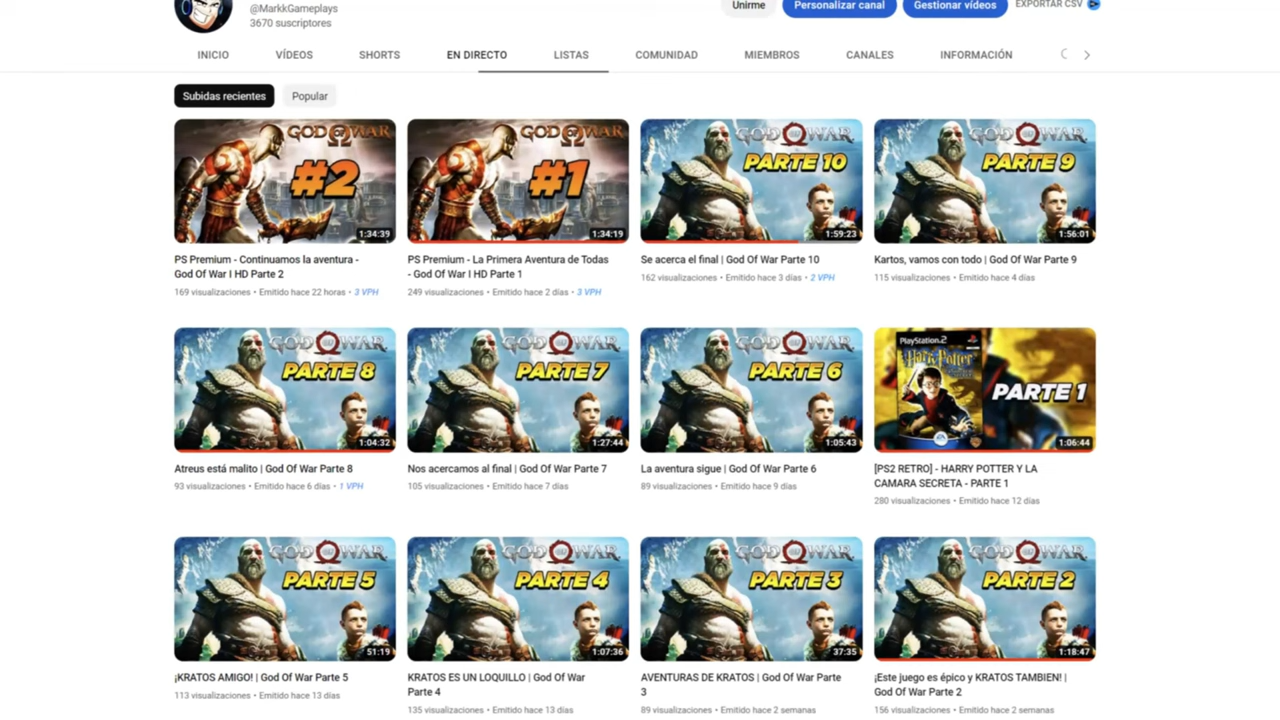 @MarkkGameplays
3670 suscriptores
Unirme
Personalizar canal
Gestionar vídeos
EXPORTAR CSV
INICIO VÍDEOS SHORTS EN DIRECTO LISTAS COMUNIDAD MIEMBROS CANALES INFORMACIÓN
Subidas recientes Popular
GOD OF WAR
#2
1:34:39
PS Premium - Continuamos la aventura -
God Of War I HD Parte 2
169 visualizaciones • Emitido hace 22 horas • 3 VPH
GOD OF WAR
#1
1:34:19
PS Premium - La Primera Aventura de Todas
- God Of War I HD Parte 1
249 visualizaciones • Emitido hace 2 días • 3 VPH
GOD OF WAR
PARTE 10
1:59:23
Se acerca el final | God Of War Parte 10
162 visualizaciones • Emitido hace 3 días • 2 VPH
GOD OF WAR
PARTE 9
1:56:01
Kartos, vamos con todo | God Of War Parte 9
115 visualizaciones • Emitido hace 4 días
GOD OF WAR
PARTE 8
1:04:32
Atreus está malito | God Of War Parte 8
93 visualizaciones • Emitido hace 6 días • 1 VPH
GOD OF WAR
PARTE 7
1:27:44
Nos acercamos al final | God Of War Parte 7
105 visualizaciones • Emitido hace 7 días
GOD OF WAR
PARTE 6
1:05:43
La aventura sigue | God Of War Parte 6
89 visualizaciones • Emitido hace 9 días
PlayStation.2
Harry Potter
EA
PARTE 1
1:06:44
[PS2 RETRO] - HARRY POTTER Y LA
CAMARA SECRETA - PARTE 1
280 visualizaciones • Emitido hace 12 días
GOD OF WAR
PARTE 5
51:19
¡KRATOS AMIGO! | God Of War Parte 5
113 visualizaciones • Emitido hace 13 días
GOD OF WAR
PARTE 4
1:07:36
KRATOS ES UN LOQUILLO | God Of War
Parte 4
135 visualizaciones • Emitido hace 13 días
GOD OF WAR
PARTE 3
37:35
AVENTURAS DE KRATOS | God Of War Parte
3
89 visualizaciones • Emitido hace 2 semanas
GOD OF WAR
PARTE 2
1:18:47
¡Este juego es épico y KRATOS TAMBIEN! |
God Of War Parte 2
156 visualizaciones • Emitido hace 2 semanas